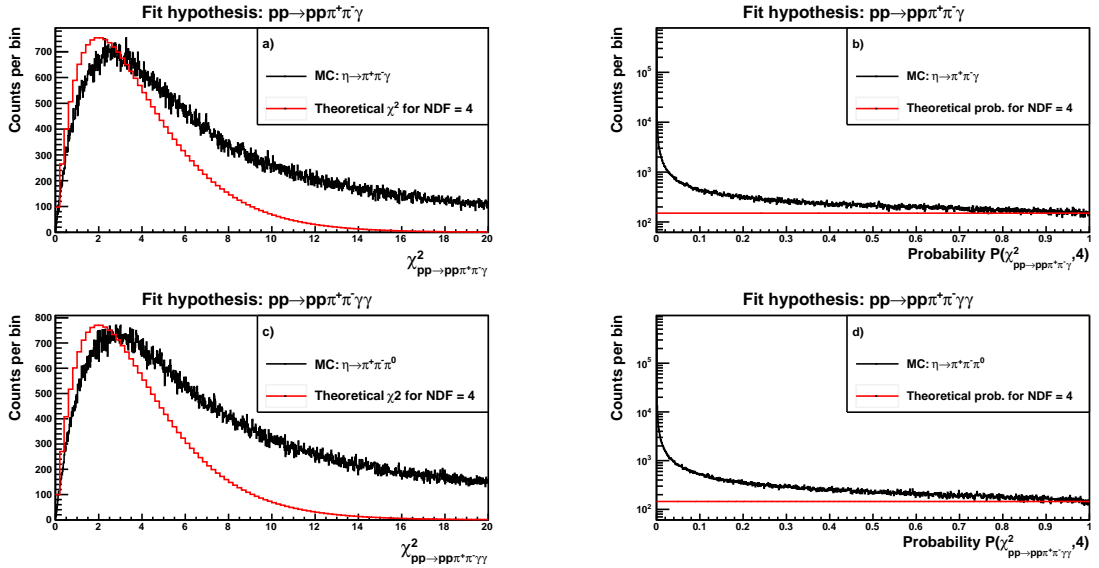 Fit hypothesis: pp→ppπ⁺π⁻γ
Counts per bin
700
600
500
400
300
200
100
0
a)
MC: η→π⁺π⁻γ
Theoretical χ² for NDF = 4
0 2 4 6 8 10 12 14 16 18 20
χ²pp→ppπ⁺π⁻γ
Fit hypothesis: pp→ppπ⁺π⁻γ
Counts per bin
10⁵
10⁴
10³
10²
b)
MC: η→π⁺π⁻γ
Theoretical prob. for NDF = 4
0 0.1 0.2 0.3 0.4 0.5 0.6 0.7 0.8 0.9 1
Probability P(χ²pp→ppπ⁺π⁻γ,4)
Fit hypothesis: pp→ppπ⁺π⁻γγ
Counts per bin
800
700
600
500
400
300
200
100
0
c)
MC: η→π⁺π⁻π⁰
Theoretical χ2 for NDF = 4
0 2 4 6 8 10 12 14 16 18 20
χ²pp→ppπ⁺π⁻γγ
Fit hypothesis: pp→ppπ⁺π⁻γγ
Counts per bin
10⁵
10⁴
10³
10²
d)
MC: η→π⁺π⁻π⁰
Theoretical prob. for NDF = 4
0 0.1 0.2 0.3 0.4 0.5 0.6 0.7 0.8 0.9 1
Probability P(χ²pp→ppπ⁺π⁻γγ,4)